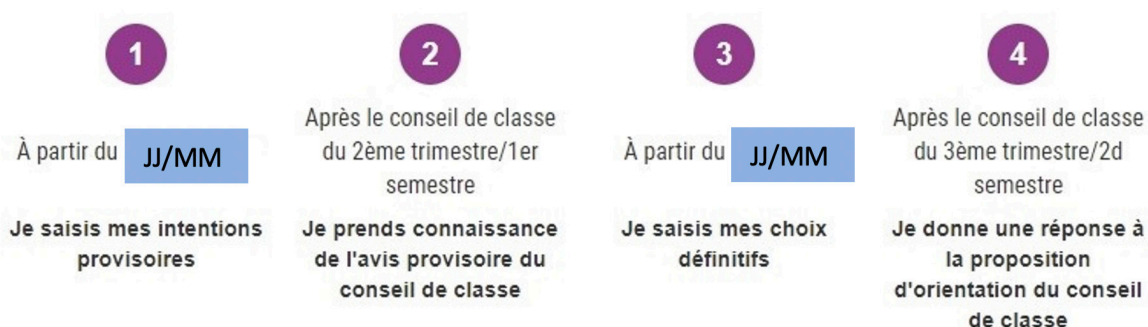 1
À partir du JJ/MM
Je saisis mes intentions
provisoires
2
Après le conseil de classe
du 2ème trimestre/1er
semestre
Je prends connaissance
de l'avis provisoire du
conseil de classe
3
À partir du JJ/MM
Je saisis mes choix
définitifs
4
Après le conseil de classe
du 3ème trimestre/2d
semestre
Je donne une réponse à
la proposition
d'orientation du conseil
de classe